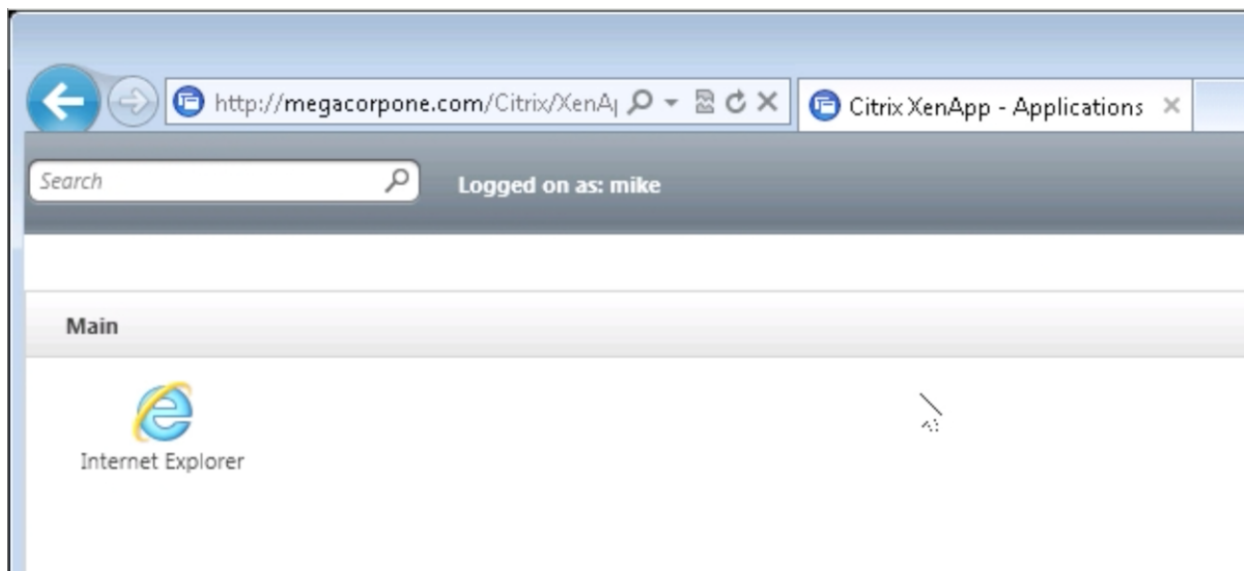 http://megacorpone.com/Citrix/XenA
Citrix XenApp - Applications
Search
Logged on as: mike
Main
Internet Explorer